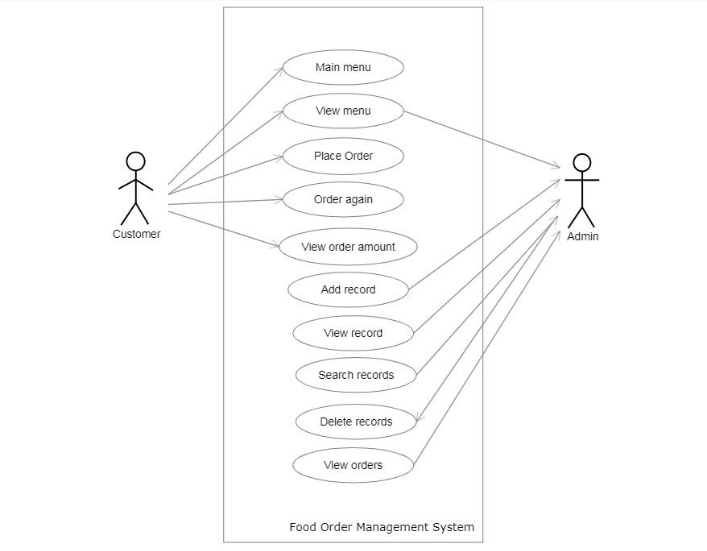 Main menu
View menu
Place Order
Order again
Customer
Admin
View order amount
Add record
View record
Search records
Delete records
View orders
Food Order Management System